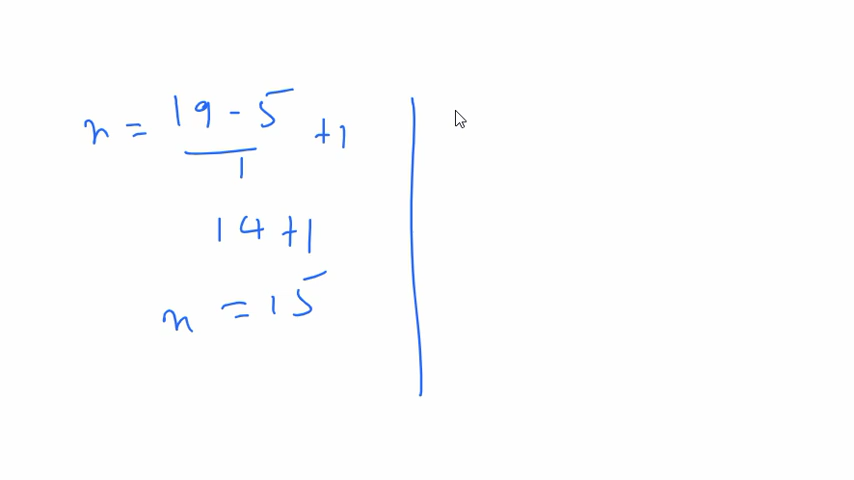 n = 19 - 5 / 1 + 1
14 + 1
n = 15